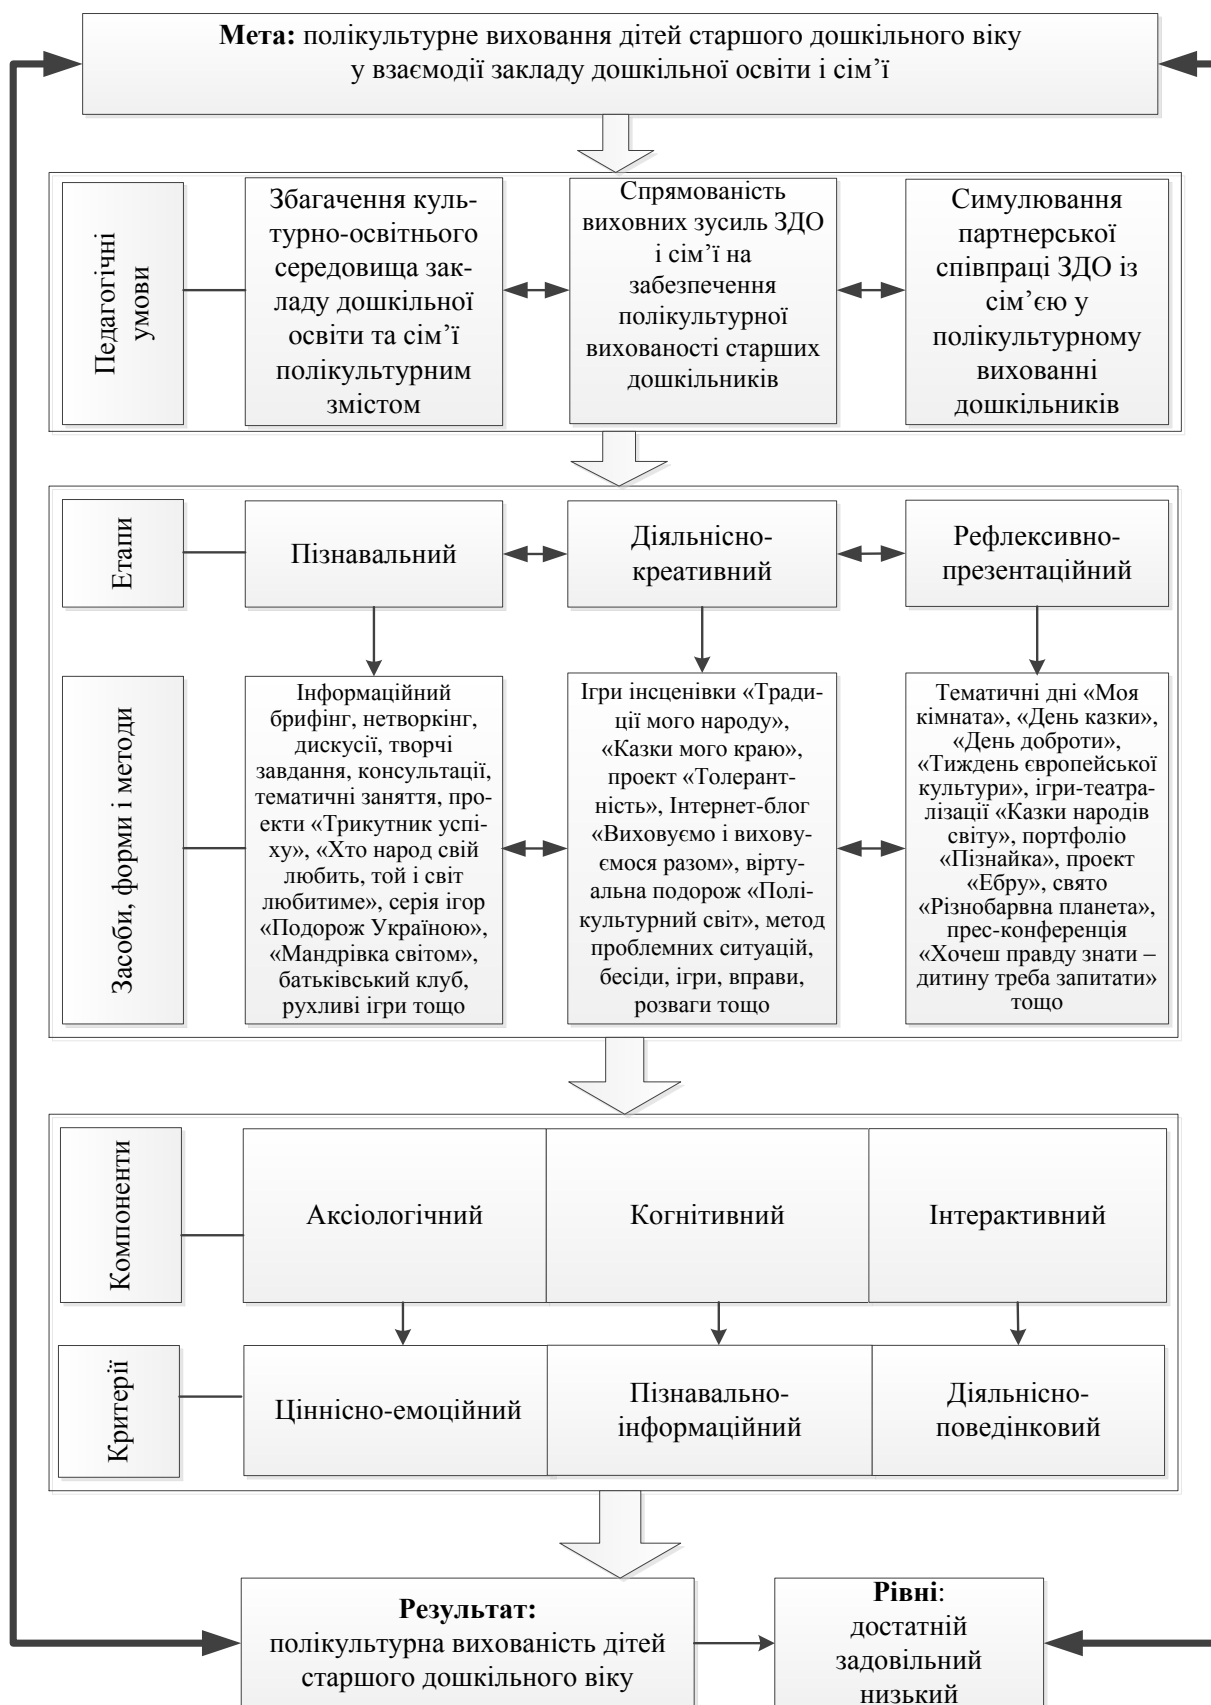 Мета: полікультурне виховання дітей старшого дошкільного віку
у взаємодії закладу дошкільної освіти і сім’ї
Педагогічні
умови
Збагачення куль-
турно-освітнього
середовища зак-
ладу дошкільної
освіти та сім’ї
полікультурним
змістом
Спрямованість
виховних зусиль ЗДО
і сім’ї на
забезпечення
полікультурної
вихованості старших
дошкільників
Симулювання
партнерської
співпраці ЗДО із
сім’єю у
полікультурному
вихованні
дошкільників
Етапи
Пізнавальний
Діяльнісно-
креативний
Рефлексивно-
презентаційний
Засоби, форми і методи
Інформаційний
брифінг, нетворкінг,
дискусії, творчі
завдання, консультації,
тематичні заняття, про-
екти «Трикутник успі-
ху», «Хто народ свій
любить, той і світ
любитиме», серія ігор
«Подорож Україною»,
«Мандрівка світом»,
батьківський клуб,
рухливі ігри тощо
Ігри інсценівки «Тради-
ції мого народу»,
«Казки мого краю»,
проект «Толерант-
ність», Інтернет-блог
«Виховуємо і вихову-
ємося разом», вірту-
альна подорож «Полі-
культурний світ», метод
проблемних ситуацій,
бесіди, ігри, вправи,
розваги тощо
Тематичні дні «Моя
кімната», «День казки»,
«День доброти»,
«Тиждень європейської
культури», ігри-театра-
лізації «Казки народів
світу», портфоліо
«Пізнайка», проект
«Ебру», свято
«Різнобарвна планета»,
прес-конференція
«Хочеш правду знати –
дитину треба запитати»
тощо
Компоненти
Аксіологічний
Когнітивний
Інтерактивний
Критерії
Ціннісно-емоційний
Пізнавально-
інформаційний
Діяльнісно-
поведінковий
Результат:
полікультурна вихованість дітей
старшого дошкільного віку
Рівні:
достатній
задовільний
низький